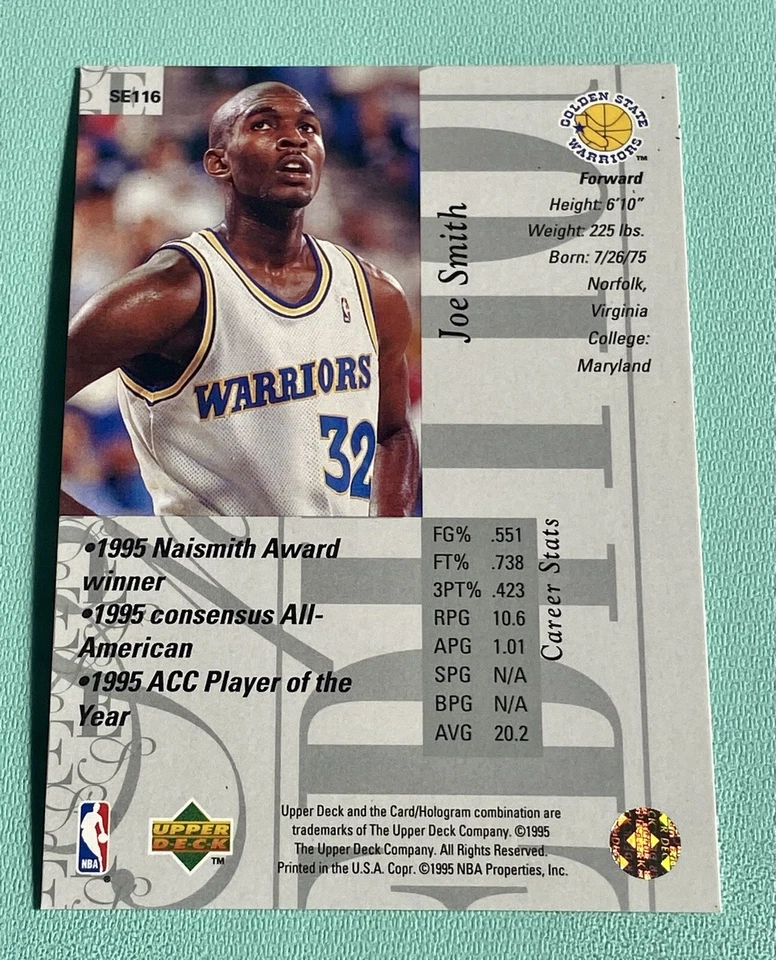 SE116
GOLDEN STATE
WARRIORS
TM
Forward
Height: 6'10"
Weight: 225 lbs.
Born: 7/26/75
Norfolk,
Virginia
College:
Maryland
Joe Smith
WARRIORS
32
•1995 Naismith Award
winner
•1995 consensus All-
American
•1995 ACC Player of the
Year
FG% .551
FT% .738
3PT% .423
RPG 10.6
APG 1.01
SPG N/A
BPG N/A
AVG 20.2
Career Stats
NBA
UPPER
DECK
TM
Upper Deck and the Card/Hologram combination are
trademarks of The Upper Deck Company. ©1995
The Upper Deck Company. All Rights Reserved.
Printed in the U.S.A. Copr. ©1995 NBA Properties, Inc.